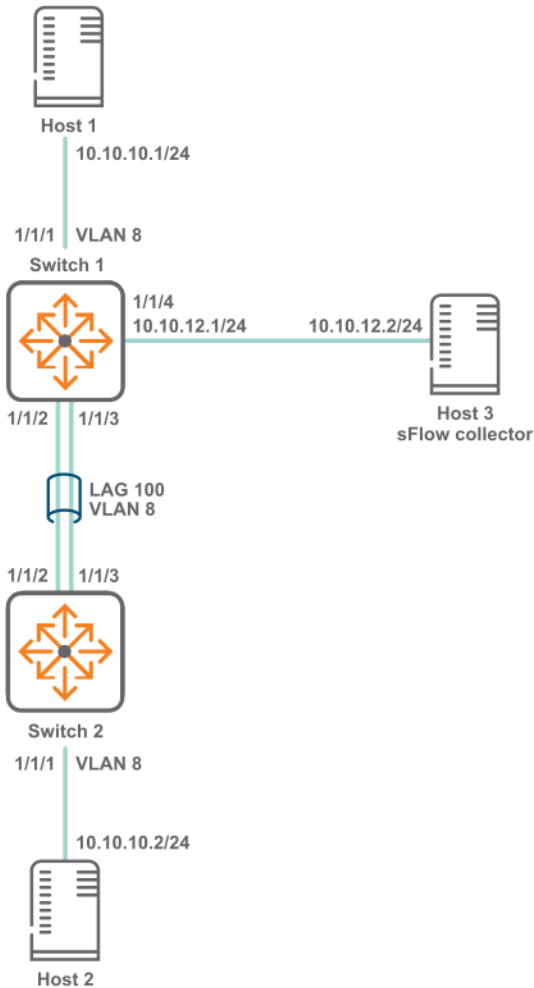 Host 1
10.10.10.1/24
1/1/1 VLAN 8
Switch 1
1/1/4
10.10.12.1/24 10.10.12.2/24
Host 3
sFlow collector
1/1/2 1/1/3
LAG 100
VLAN 8
1/1/2 1/1/3
Switch 2
1/1/1 VLAN 8
10.10.10.2/24
Host 2